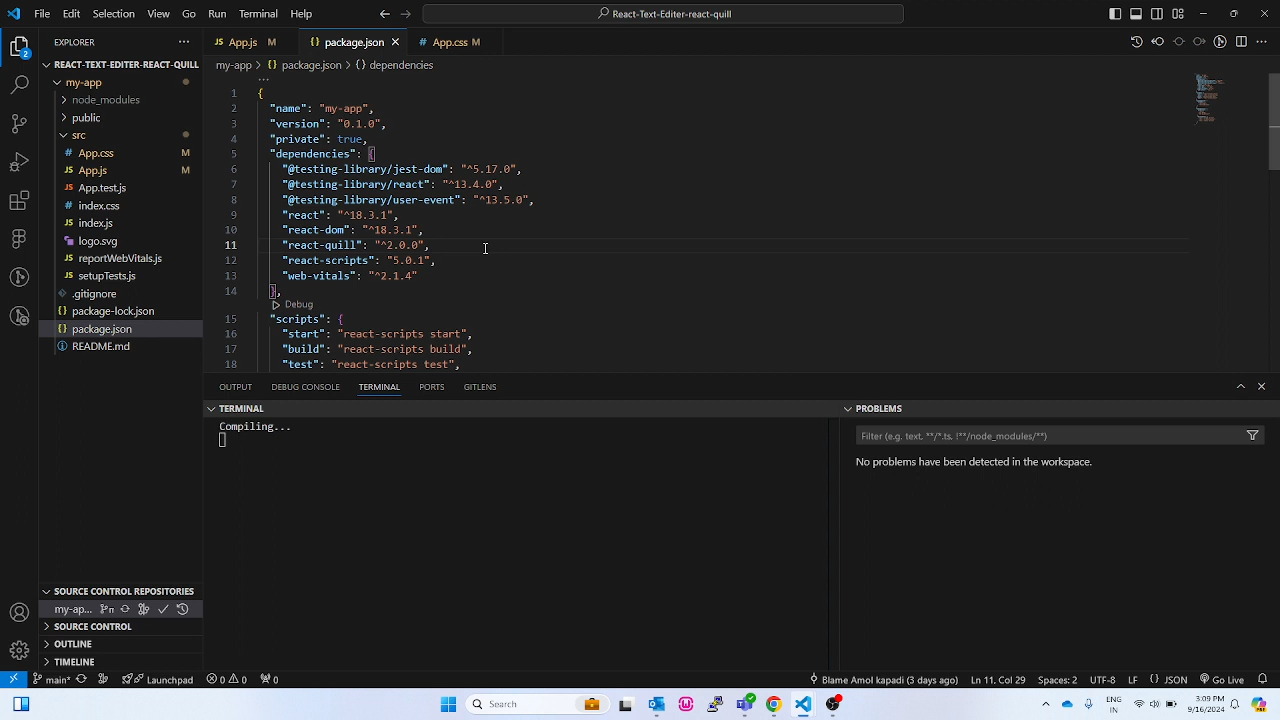 File Edit Selection View Go Run Terminal Help
React-Text-Editer-react-quill
EXPLORER
App.js M
{} package.json
App.css M
RECT-TEXT-EDITER-REACT-QUILL
my-app
node_modules
public
src
App.css M
App.js M
App.test.js
index.css
index.js
logo.svg
reportWebVitals.js
setupTests.js
.gitignore
{} package-lock.json
{} package.json
README.md
my-app > {} package.json > {} dependencies
...
1 {
2 "name": "my-app",
3 "version": "0.1.0",
4 "private": true,
5 "dependencies": {
6 "@testing-library/jest-dom": "^5.17.0",
7 "@testing-library/react": "^13.4.0",
8 "@testing-library/user-event": "^13.5.0",
9 "react": "^18.3.1",
10 "react-dom": "^18.3.1",
11 "react-quill": "^2.0.0",
12 "react-scripts": "5.0.1",
13 "web-vitals": "^2.1.4"
14 },
Debug
15 "scripts": {
16 "start": "react-scripts start",
17 "build": "react-scripts build",
18 "test": "react-scripts test",
OUTPUT DEBUG CONSOLE TERMINAL PORTS GITLENS
TERMINAL
Compiling...
PROBLEMS
Filter (e.g. text, **/*.ts, !**/node_modules/**)
No problems have been detected in the workspace.
2
SOURCE CONTROL REPOSITORIES
my-ap...
SOURCE CONTROL
OUTLINE
TIMELINE
main* Launchpad 0 0 0
Blame Amol kapadi (3 days ago) Ln 11, Col 29 Spaces: 2 UTF-8 LF {} JSON Go Live
Search
ENG
IN
3:09 PM
9/16/2024